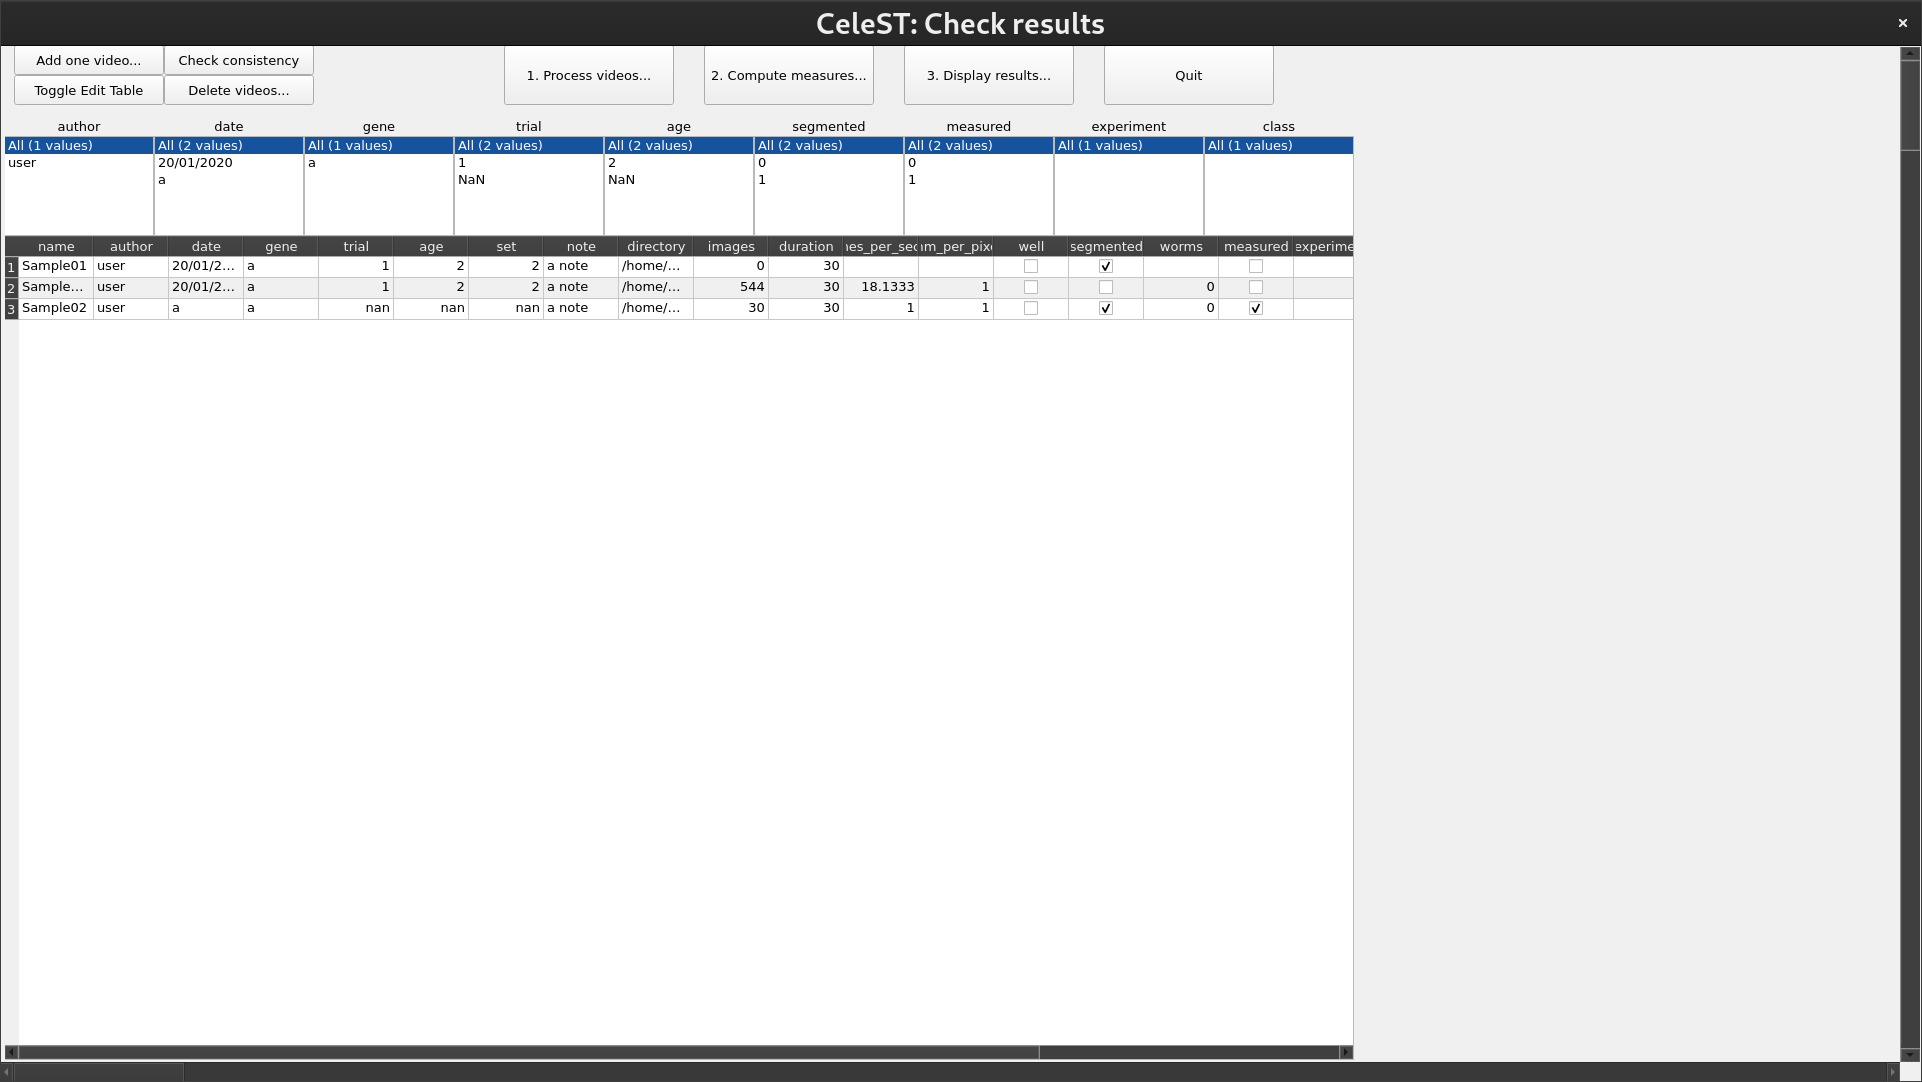 CeleST: Check results
Add one video... Check consistency
1. Process videos... 2. Compute measures... 3. Display results... Quit
Toggle Edit Table Delete videos...
author date gene trial age segmented measured experiment class
All (1 values) All (2 values) All (1 values) All (2 values) All (2 values) All (2 values) All (2 values) All (1 values) All (1 values)
user 20/01/2020 a 1 2 0 0
a NaN NaN 1 1
name author date gene trial age set note directory images duration nes_per_sec nm_per_pixe well segmented worms measured experime
1 Sample01 user 20/01/2... a 1 2 2 a note /home/... 0 30
2 Sample... user 20/01/2... a 1 2 2 a note /home/... 544 30 18.1333 1 0
3 Sample02 user a a nan nan nan a note /home/... 30 30 1 1 0